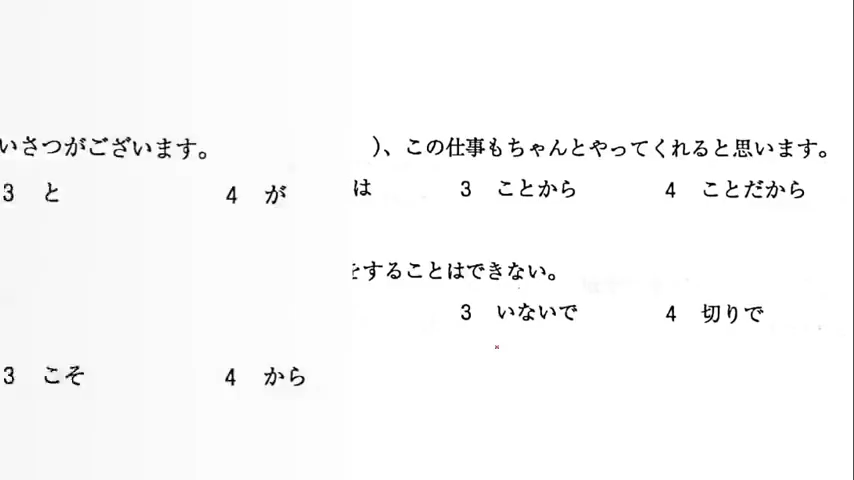 いさつがございます。
3 と 4 が
3 こそ 4 から
)、この仕事もちゃんとやってくれると思います。
は 3 ことから 4 ことだから
をすることはできない。
3 いないで 4 切りで